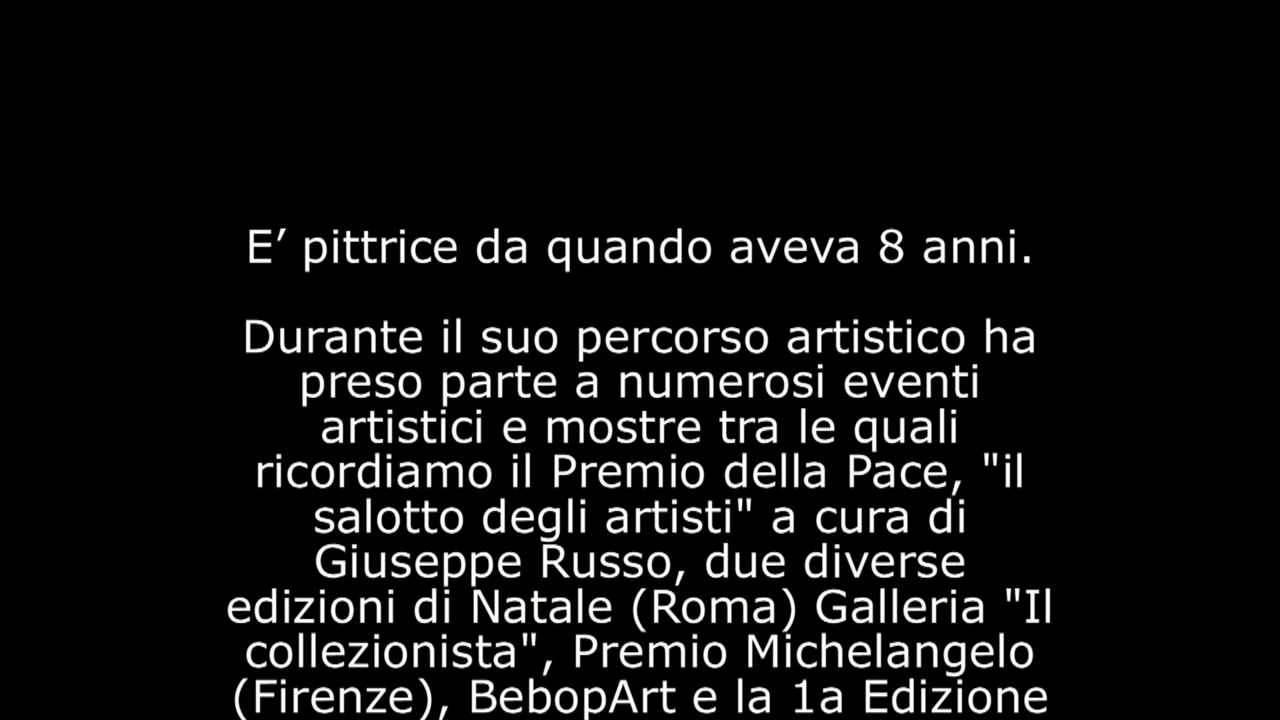 E’ pittrice da quando aveva 8 anni.
Durante il suo percorso artistico ha
preso parte a numerosi eventi
artistici e mostre tra le quali
ricordiamo il Premio della Pace, "il
salotto degli artisti" a cura di
Giuseppe Russo, due diverse
edizioni di Natale (Roma) Galleria "Il
collezionista", Premio Michelangelo
(Firenze), BebopArt e la 1a Edizione